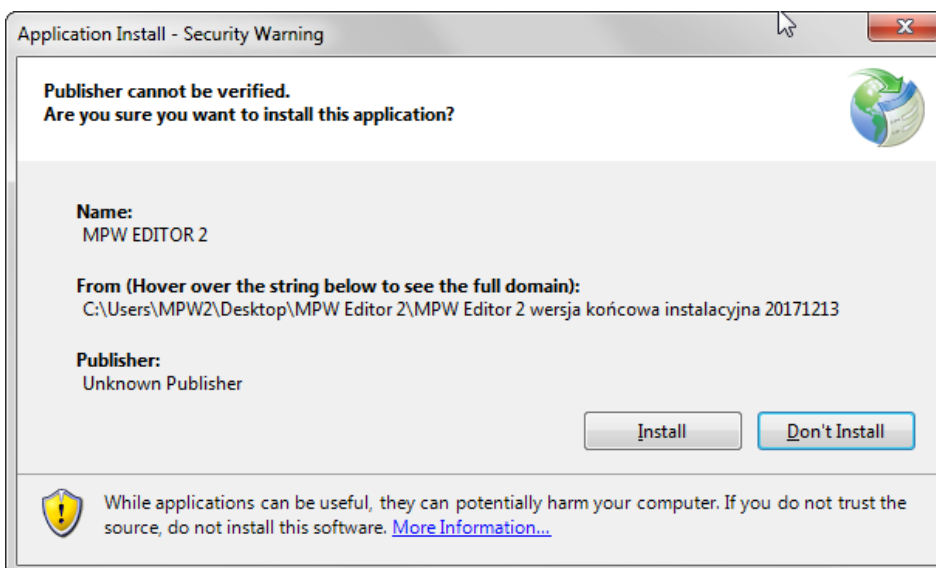 Application Install - Security Warning
Publisher cannot be verified.
Are you sure you want to install this application?
Name:
MPW EDITOR 2
From (Hover over the string below to see the full domain):
C:\Users\MPW2\Desktop\MPW Editor 2\MPW Editor 2 wersja końcowa instalacyjna 20171213
Publisher:
Unknown Publisher
Install
Don't Install
While applications can be useful, they can potentially harm your computer. If you do not trust the
source, do not install this software. More Information...